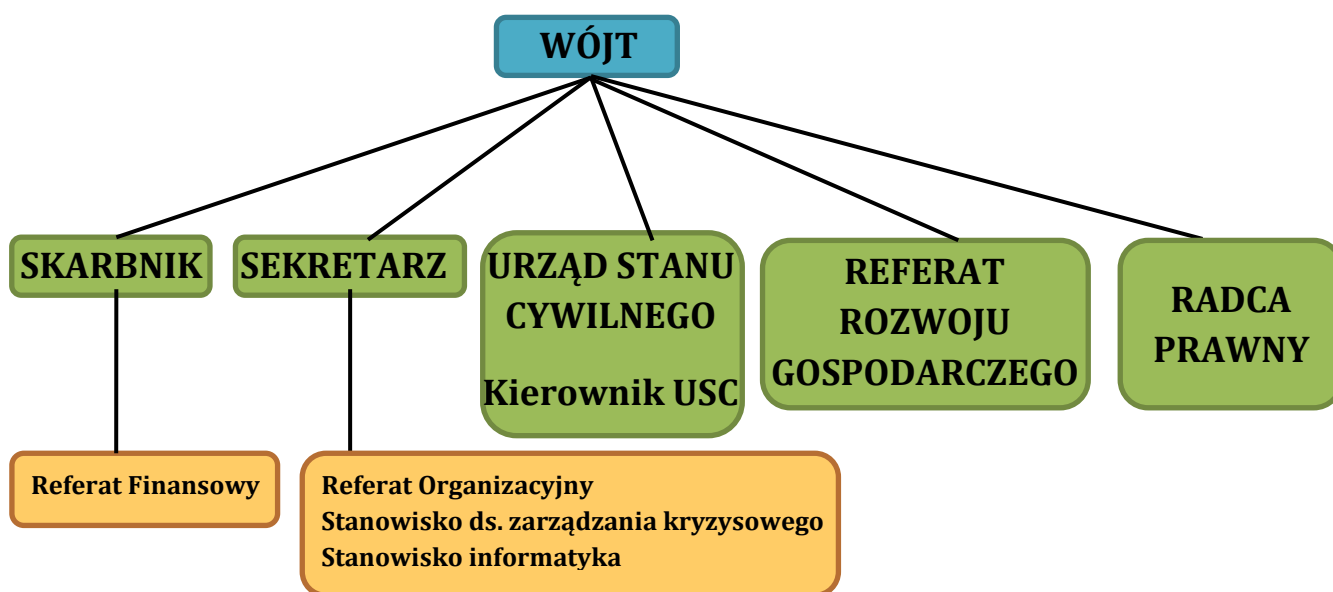 WÓJT
SKARBNIK
SEKRETARZ
URZĄD STANU
CYWILNEGO
Kierownik USC
REFERAT
ROZWOJU
GOSPODARCZEGO
RADCA
PRAWNY
Referat Finansowy
Referat Organizacyjny
Stanowisko ds. zarządzania kryzysowego
Stanowisko informatyka